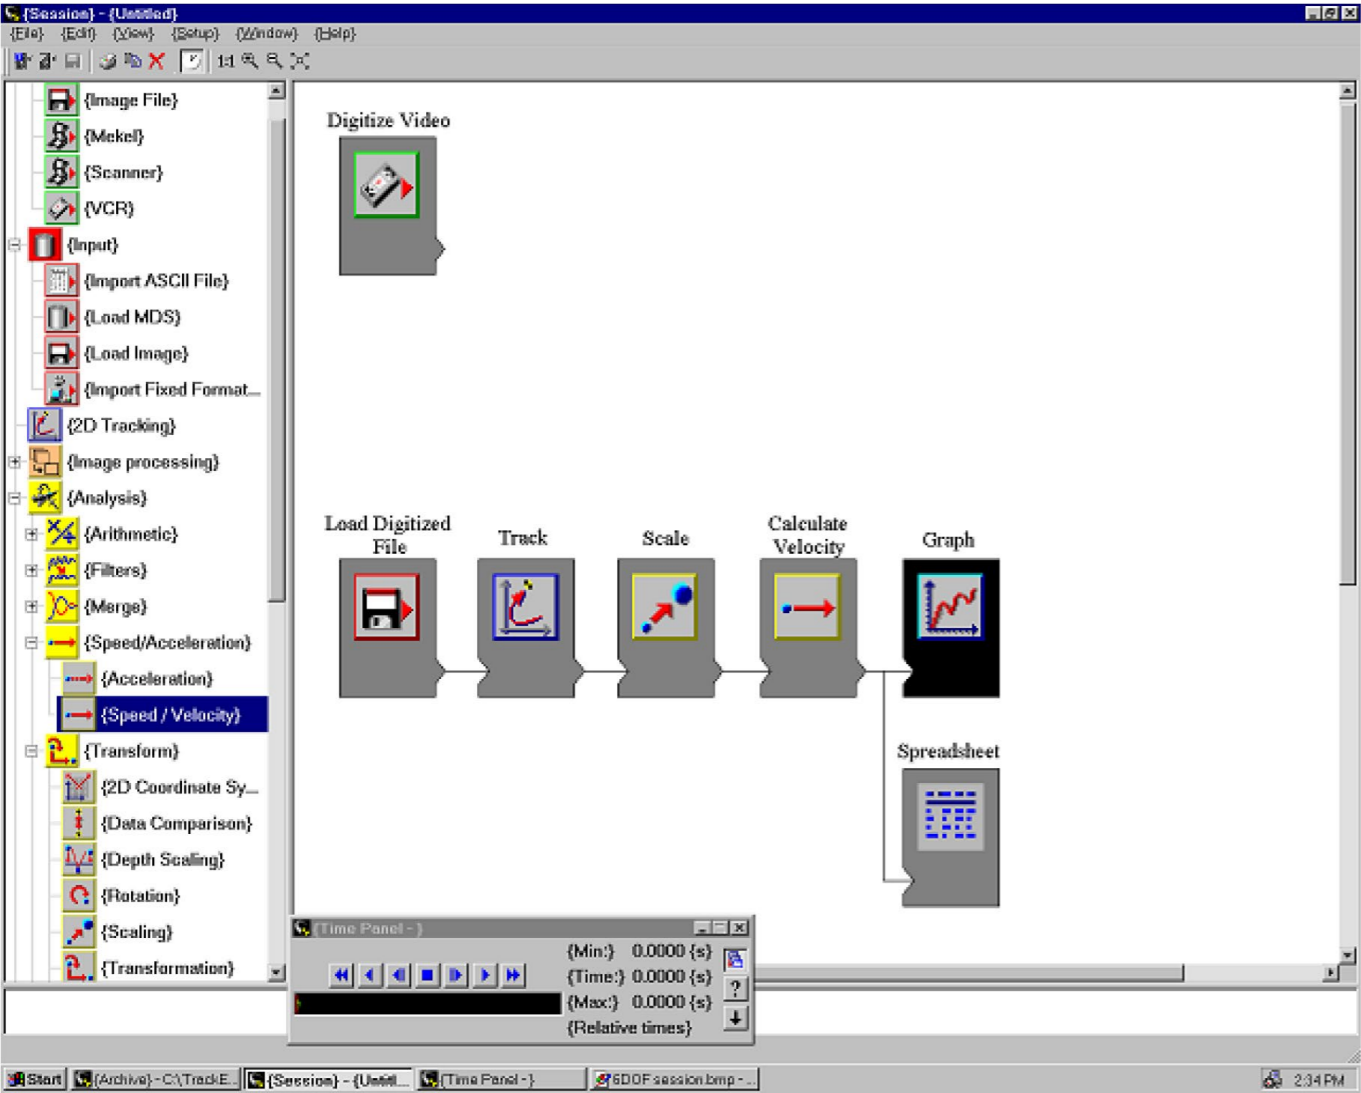 {Session} - {Untitled}
{File} {Edit} {View} {Setup} {Window} {Help}
1:1
{Image File}
{Mekel}
{Scanner}
{VCR}
{Input}
{Import ASCII File}
{Load MDS}
{Load Image}
{Import Fixed Format...
{2D Tracking}
{Image processing}
{Analysis}
{Arithmetic}
{Filters}
{Merge}
{Speed/Acceleration}
{Acceleration}
{Speed / Velocity}
{Transform}
{2D Coordinate Sy...
{Data Comparison}
{Depth Scaling}
{Rotation}
{Scaling}
{Transformation}
Digitize Video
Load Digitized
File
Track
Scale
Calculate
Velocity
Graph
Spreadsheet
{Time Panel - }
{Min:} 0.0000 {s}
{Time:} 0.0000 {s}
{Max:} 0.0000 {s}
{Relative times}
?
Start {Archive} - C:\TrackE... {Session} - {Untitl... {Time Panel - } 6DOF session.bmp - ... 2:34 PM